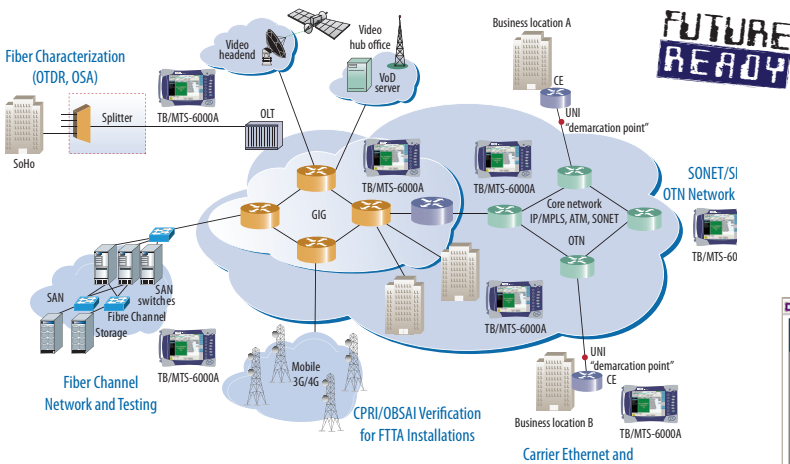 Fiber Characterization
(OTDR, OSA)
Splitter
SoHo
TB/MTS-6000A
OLT
Video
headend
Video
hub office
VoD
server
Business location A
CE
UNI
"demarcation point"
FUTURE
READY
TB/MTS-6000A
TB/MTS-6000A
GIG
Core network
IP/MPLS, ATM, SONET
OTN
SONET/S
OTN Network
TB/MTS-60
SAN
SAN
switches
Fibre Channel
Storage
TB/MTS-6000A
Fiber Channel
Network and Testing
Mobile
3G/4G
CPRI/OBSAI Verification
for FTTA Installations
TB/MTS-6000A
UNI
"demarcation point"
CE
Business location B
TB/MTS-6000A
Carrier Ethernet and